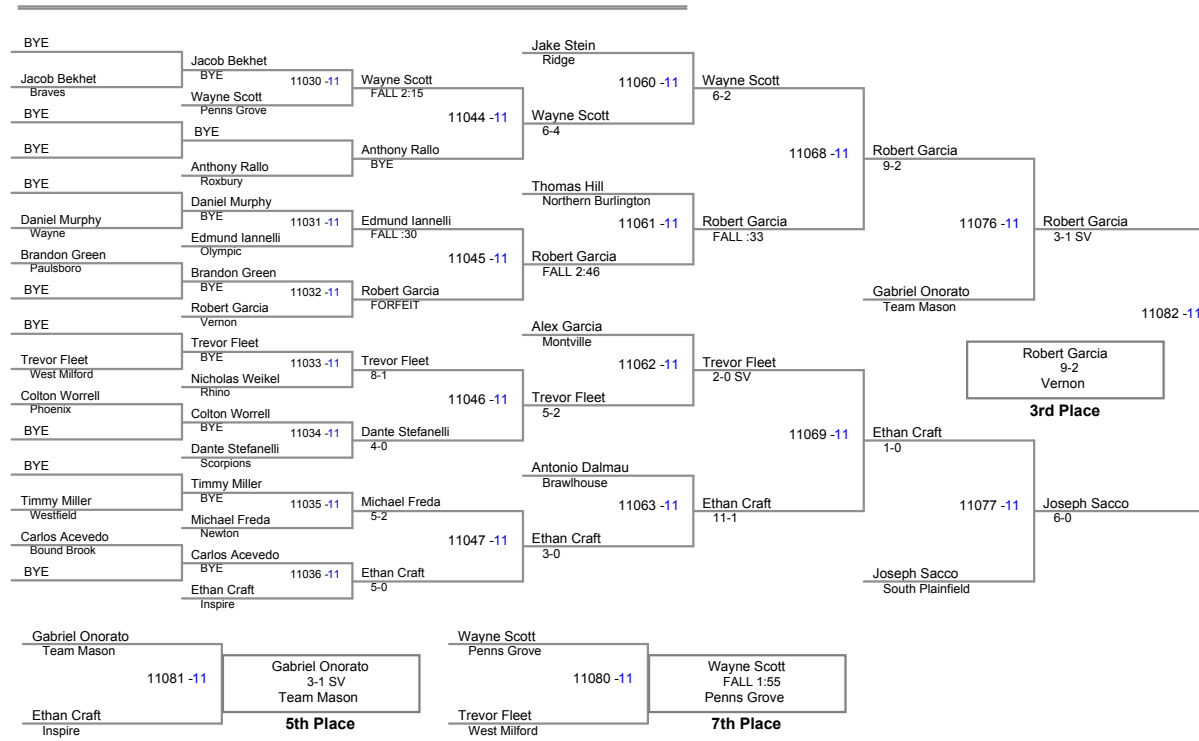 BYE
Jacob Bekhet
Braves
BYE
BYE
BYE
Daniel Murphy
Wayne
Brandon Green
Paulsboro
BYE
BYE
Trevor Fleet
West Milford
Colton Worrell
Phoenix
BYE
BYE
Timmy Miller
Westfield
Carlos Acevedo
Bound Brook
BYE
Jacob Bekhet
BYE
11030 -11
Wayne Scott
Penns Grove
BYE
Anthony Rallo
Roxbury
Daniel Murphy
BYE
11031 -11
Edmund Iannelli
Olympic
Brandon Green
BYE
11032 -11
Robert Garcia
Vernon
Trevor Fleet
BYE
11033 -11
Nicholas Weikel
Rhino
Colton Worrell
BYE
11034 -11
Dante Stefanelli
Scorpions
Timmy Miller
BYE
11035 -11
Michael Freda
Newton
Carlos Acevedo
BYE
11036 -11
Ethan Craft
Inspire
Wayne Scott
FALL 2:15
11044 -11
Anthony Rallo
BYE
Edmund Iannelli
FALL :30
11045 -11
Robert Garcia
FORFEIT
Trevor Fleet
8-1
11046 -11
Dante Stefanelli
4-0
Michael Freda
5-2
11047 -11
Ethan Craft
5-0
Jake Stein
Ridge
11060 -11
Wayne Scott
6-4
Thomas Hill
Northern Burlington
11061 -11
Robert Garcia
FALL 2:46
Alex Garcia
Montville
11062 -11
Trevor Fleet
5-2
Antonio Dalmau
Brawlhouse
11063 -11
Ethan Craft
3-0
Wayne Scott
6-2
11068 -11
Robert Garcia
FALL :33
Trevor Fleet
2-0 SV
11069 -11
Ethan Craft
11-1
Robert Garcia
9-2
11076 -11
Gabriel Onorato
Team Mason
Ethan Craft
1-0
11077 -11
Joseph Sacco
South Plainfield
Robert Garcia
3-1 SV
11082 -11
Joseph Sacco
6-0
Robert Garcia
9-2
Vernon
3rd Place
Gabriel Onorato
Team Mason
11081 -11
Ethan Craft
Inspire
Gabriel Onorato
3-1 SV
Team Mason
5th Place
Wayne Scott
Penns Grove
11080 -11
Trevor Fleet
West Milford
Wayne Scott
FALL 1:55
Penns Grove
7th Place